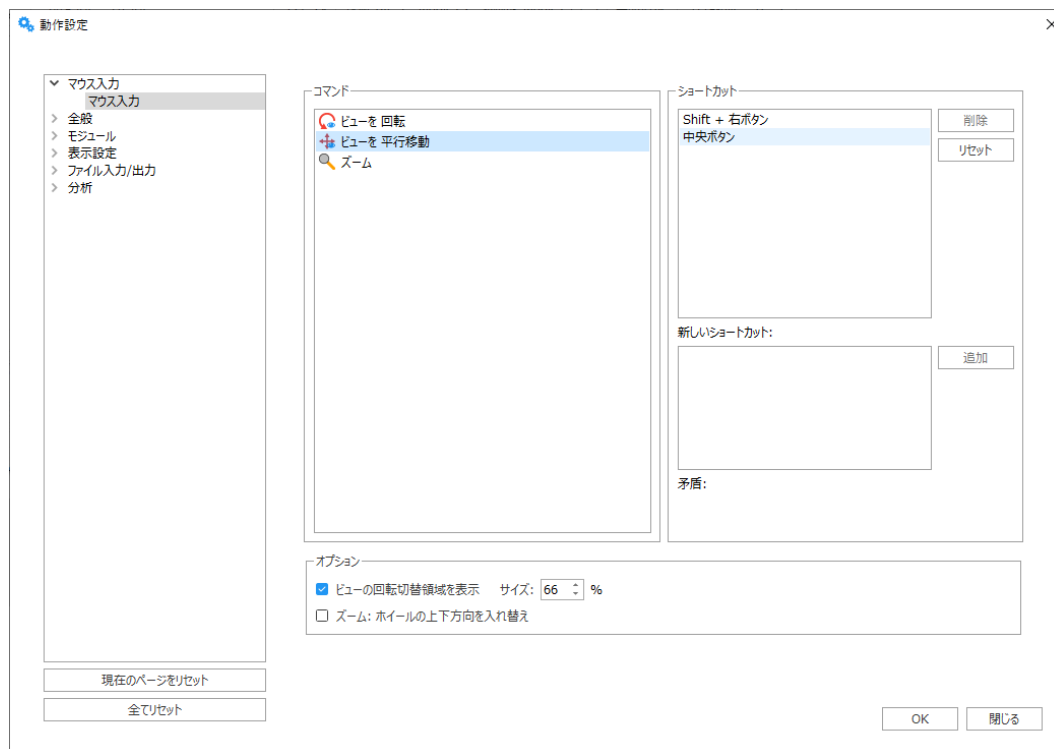 動作設定
マウス入力
マウス入力
全般
モジュール
表示設定
ファイル入力/出力
分析
現在のページをリセット
全てリセット
コマンド
ビューを 回転
ビューを 平行移動
ズーム
ショートカット
Shift + 右ボタン
中央ボタン
削除
リセット
新しいショートカット:
追加
矛盾:
オプション
ビューの回転切替領域を表示 サイズ: 66 %
ズーム: ホイールの上下方向を入れ替え
OK 閉じる